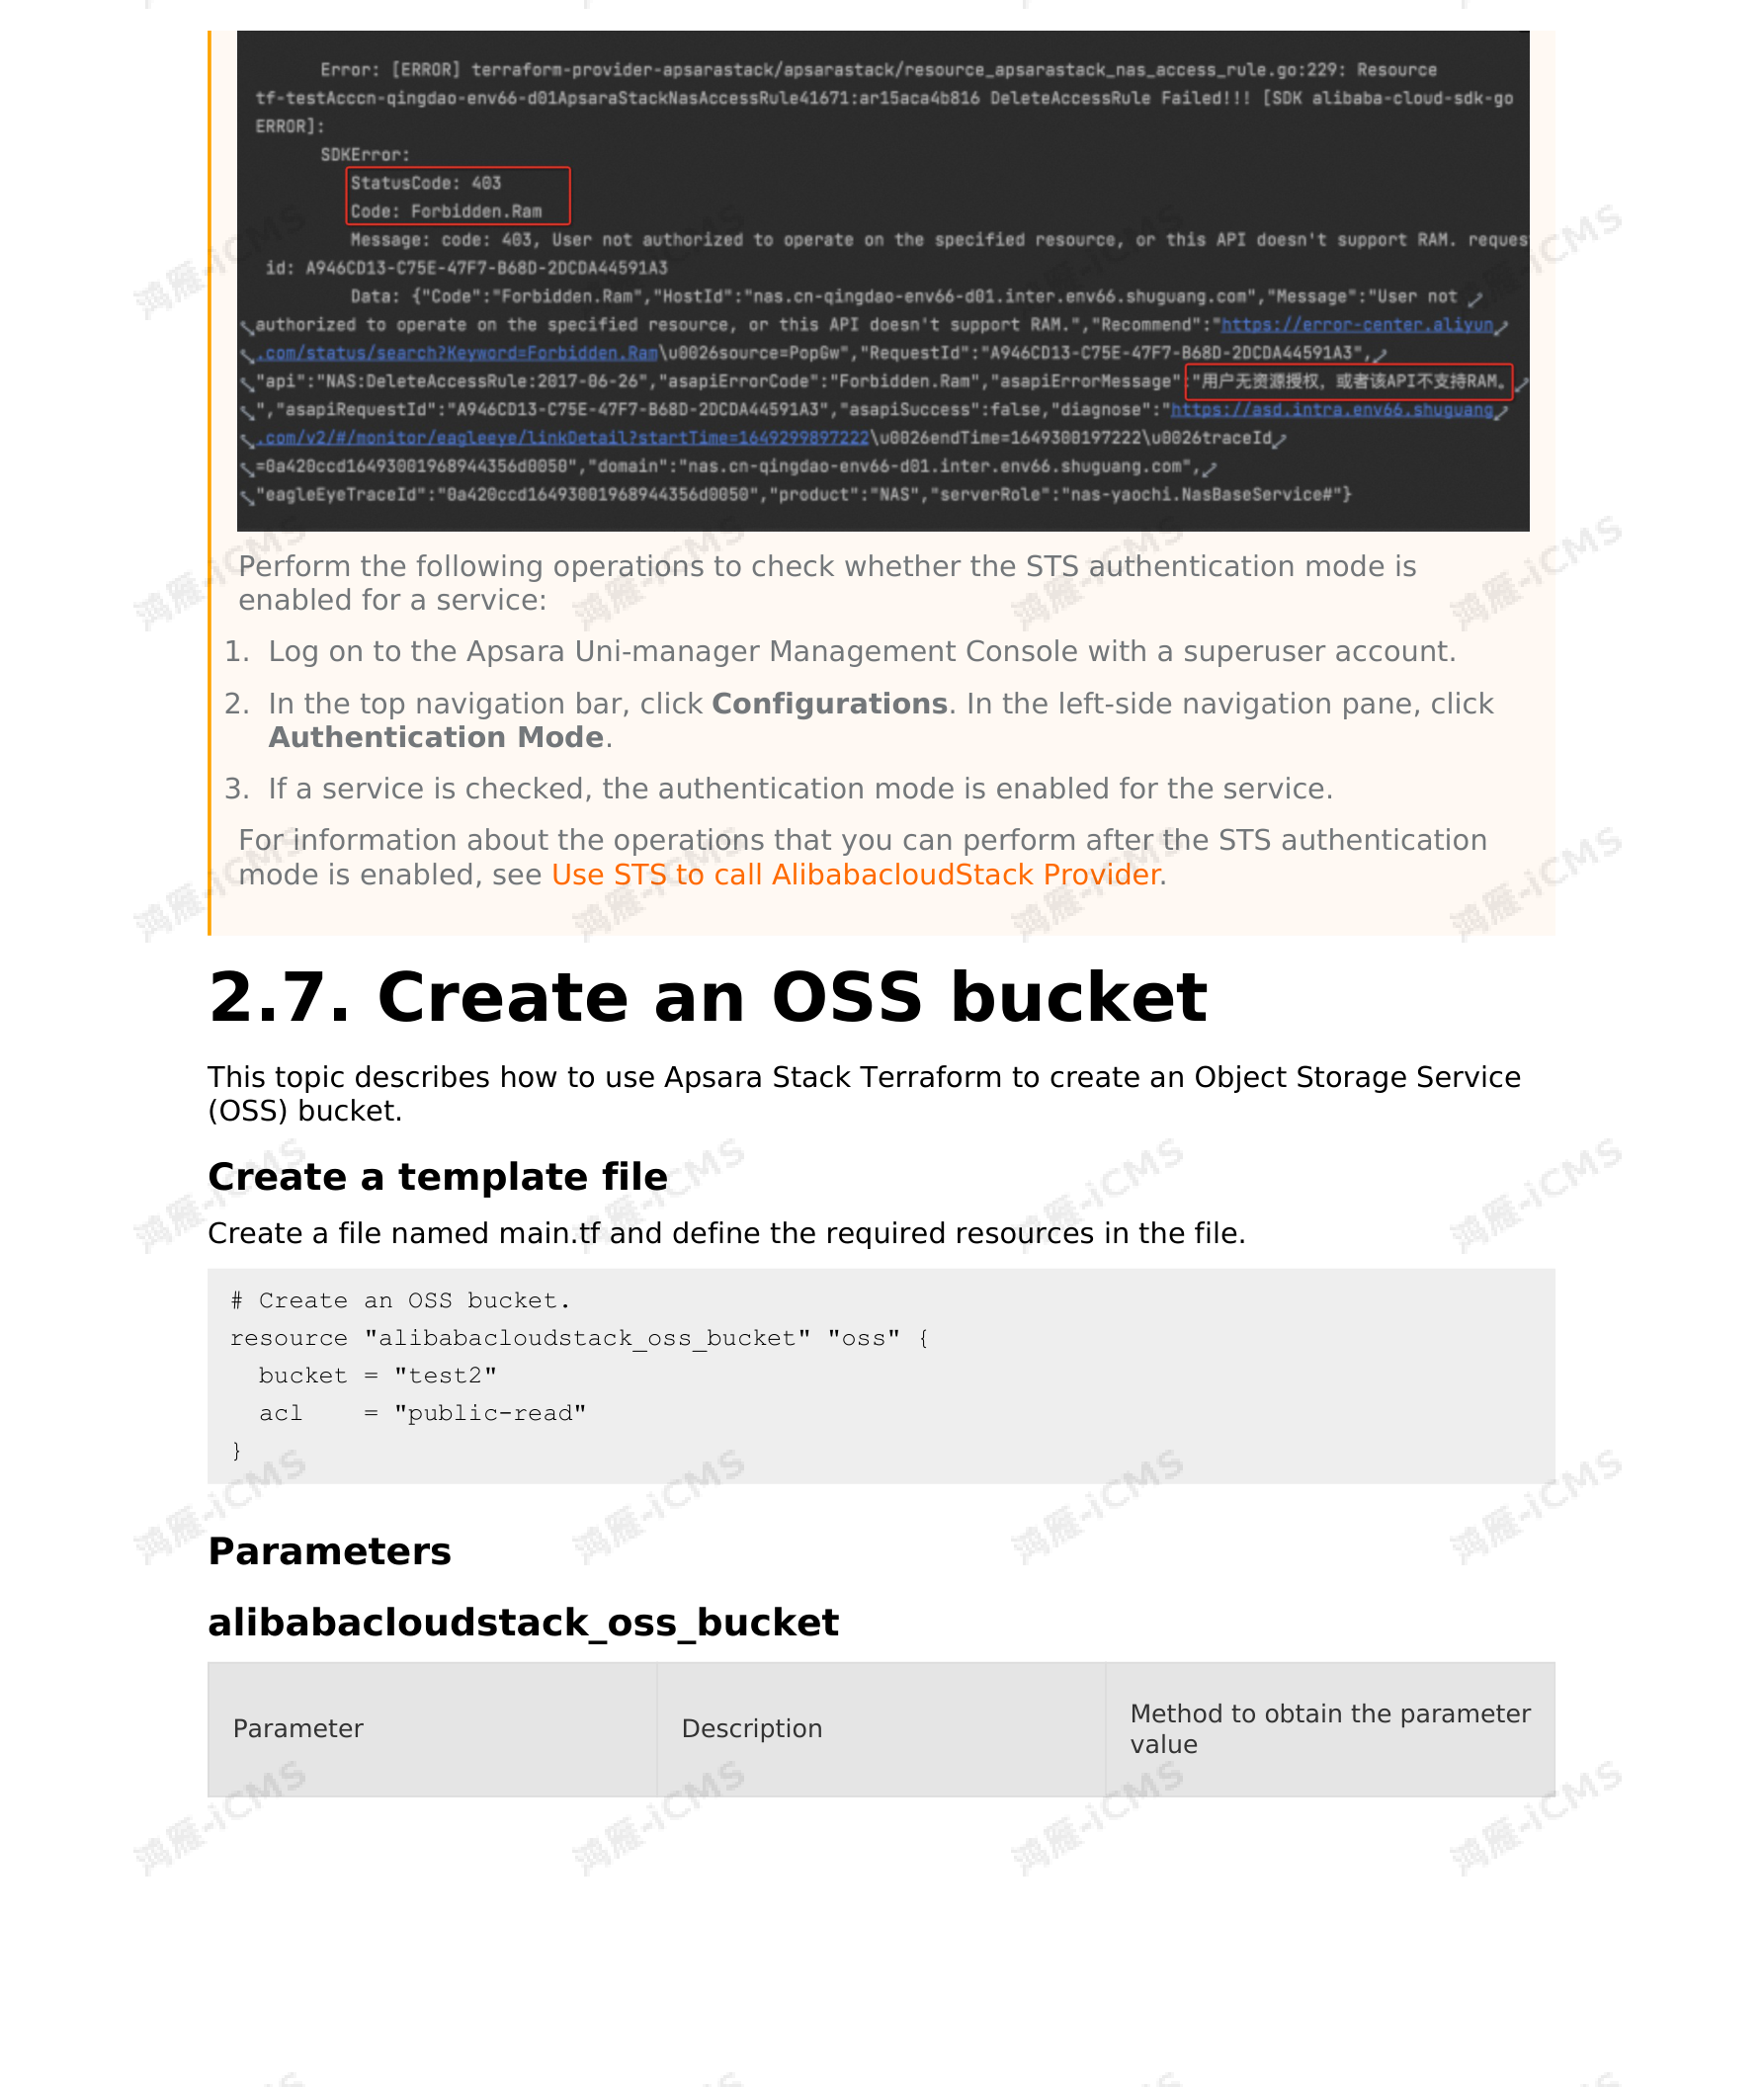 Error: [ERROR] terraform-provider-apsarastack/apsarastack/resource_apsarastack_nas_access_rule.go:229: Resource
tf-testAcccn-qingdao-env66-d01ApsaraStackNasAccessRule41671:ar15aca4b816 DeleteAccessRule Failed!!! [SDK alibaba-cloud-sdk-go
ERROR]:
SDKError:
StatusCode: 403
Code: Forbidden.Ram
Message: code: 403, User not authorized to operate on the specified resource, or this API doesn't support RAM. reques
id: A946CD13-C75E-47F7-B68D-2DCDA44591A3
Data: {"Code":"Forbidden.Ram","HostId":"nas.cn-qingdao-env66-d01.inter.env66.shuguang.com","Message":"User not
authorized to operate on the specified resource, or this API doesn't support RAM.","Recommend":"https://error-center.aliyun
.com/status/search?Keyword=Forbidden.Ram\u0026source=PopGw","RequestId":"A946CD13-C75E-47F7-B68D-2DCDA44591A3",
"api":"NAS:DeleteAccessRule:2017-06-26","asapiErrorCode":"Forbidden.Ram","asapiErrorMessage":"用户无资源授权，或者该API不支持RAM。
","asapiRequestId":"A946CD13-C75E-47F7-B68D-2DCDA44591A3","asapiSuccess":false,"diagnose":"https://asd.intra.env66.shuguang
.com/v2/#/monitor/eagleeye/linkDetail?startTime=1649299897222\u0026endTime=1649300197222\u0026traceId
=0a420ccd16493001968944356d0050","domain":"nas.cn-qingdao-env66-d01.inter.env66.shuguang.com",
"eagleEyeTraceId":"0a420ccd16493001968944356d0050","product":"NAS","serverRole":"nas-yaochi.NasBaseService#"}
Perform the following operations to check whether the STS authentication mode is
enabled for a service:
1. Log on to the Apsara Uni-manager Management Console with a superuser account.
2. In the top navigation bar, click Configurations. In the left-side navigation pane, click
Authentication Mode.
3. If a service is checked, the authentication mode is enabled for the service.
For information about the operations that you can perform after the STS authentication
mode is enabled, see Use STS to call AlibabacloudStack Provider.
2.7. Create an OSS bucket
This topic describes how to use Apsara Stack Terraform to create an Object Storage Service
(OSS) bucket.
Create a template file
Create a file named main.tf and define the required resources in the file.
# Create an OSS bucket.
resource "alibabacloudstack_oss_bucket" "oss" {
  bucket = "test2"
  acl    = "public-read"
}
Parameters
alibabacloudstack_oss_bucket
Parameter
Description
Method to obtain the parameter
value
鸿雁-iCMS